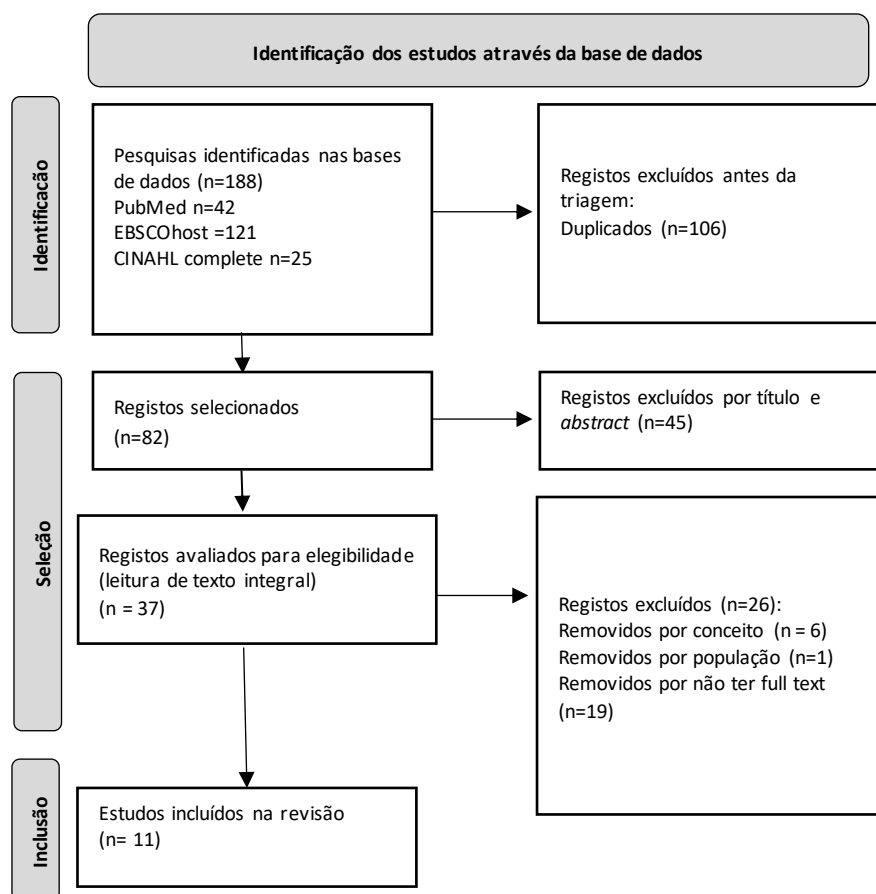 Identificação dos estudos através da base de dados
Identificação
Pesquisas identificadas nas bases
de dados (n=188)
PubMed n=42
EBSCOhost =121
CINAHL complete n=25
Registos excluídos antes da
triagem:
Duplicados (n=106)
Seleção
Registos selecionados
(n=82)
Registos excluídos por título e
abstract (n=45)
Registos avaliados para elegibilidade
(leitura de texto integral)
(n = 37)
Registos excluídos (n=26):
Removidos por conceito (n = 6)
Removidos por população (n=1)
Removidos por não ter full text
(n=19)
Inclusão
Estudos incluídos na revisão
(n= 11)